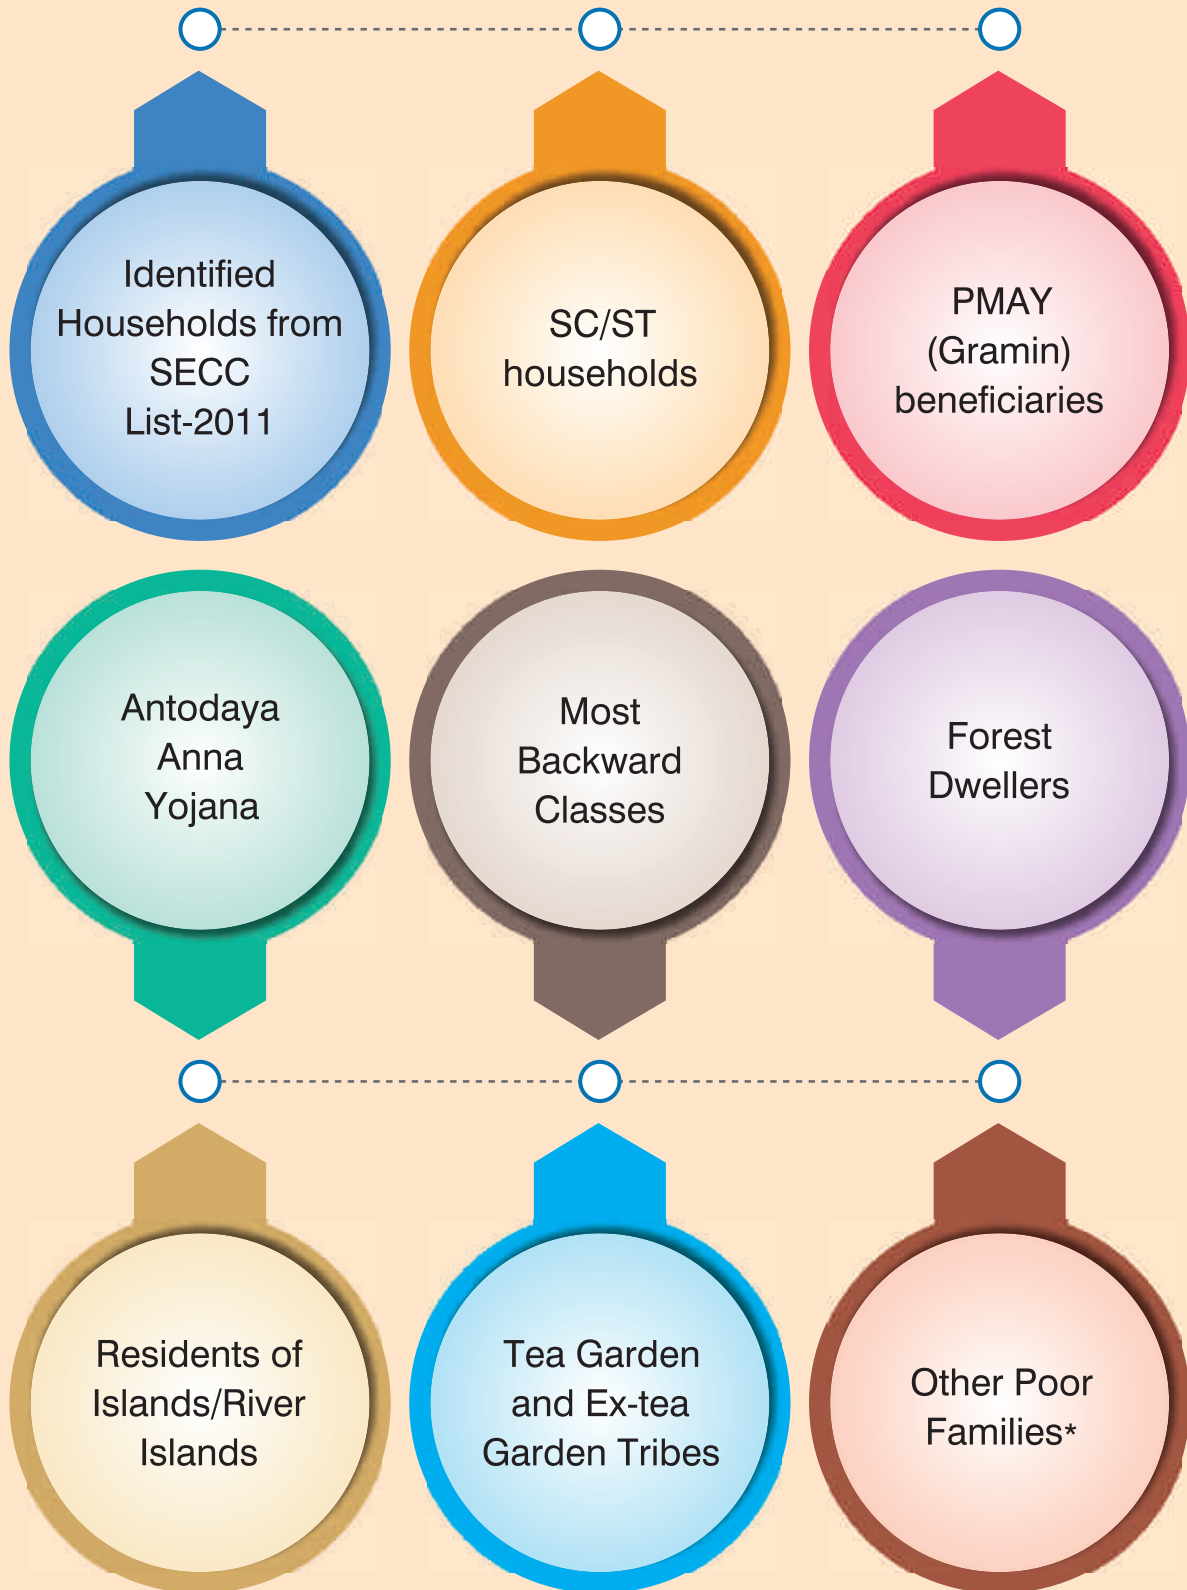 Identified
Households from
SECC
List-2011
SC/ST
households
PMAY
(Gramin)
beneficiaries
Antodaya
Anna
Yojana
Most
Backward
Classes
Forest
Dwellers
Residents of
Islands/River
Islands
Tea Garden
and Ex-tea
Garden Tribes
Other Poor
Families*